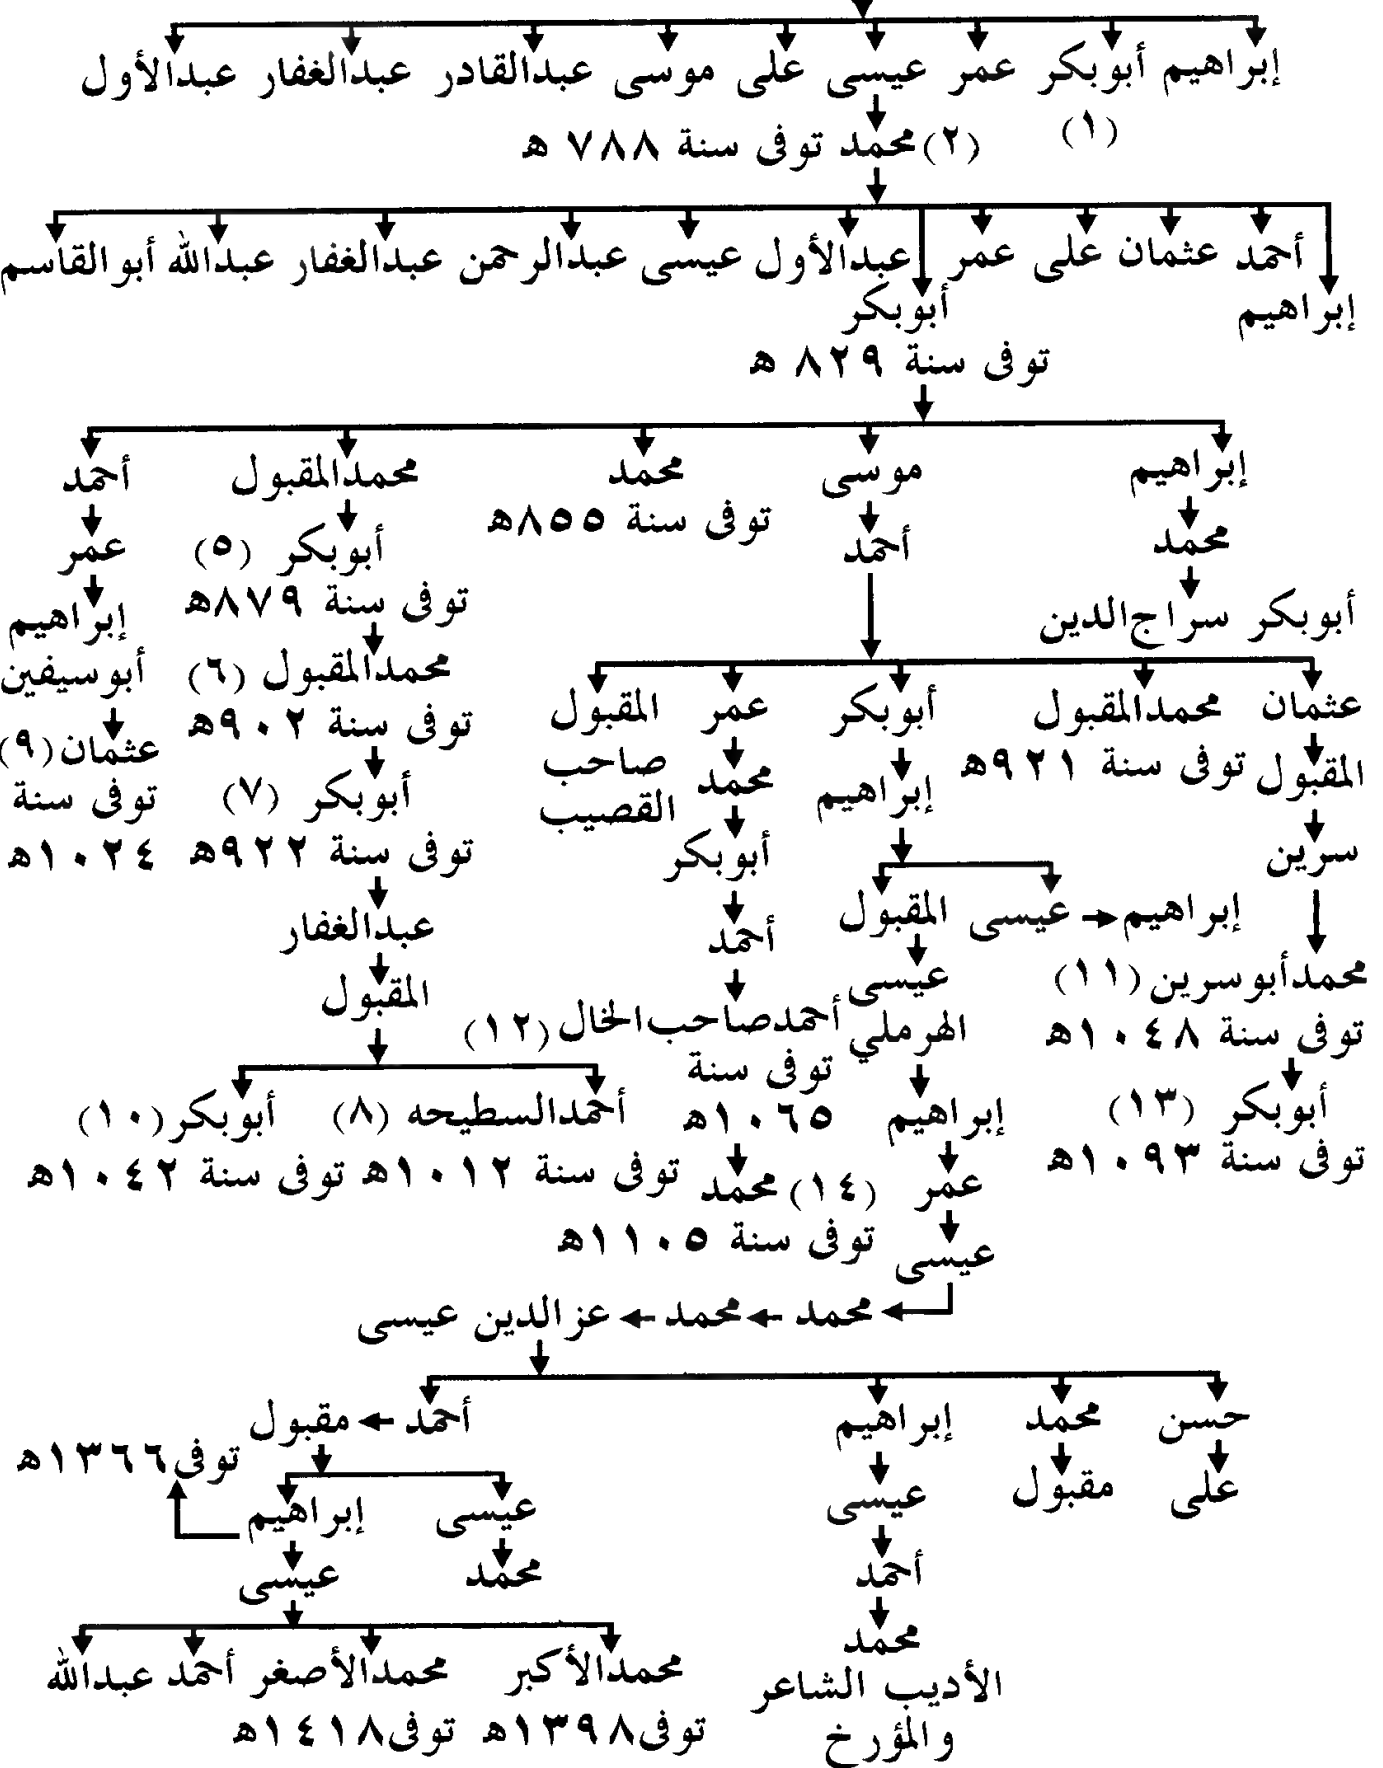 إبراهيم أبوبكر عمر عيسى على موسى عبدالقادر عبدالغفار عبدالأول
(١)
(٢) محمد توفى سنة ٧٨٨ هـ
أحمد عثمان على عمر عبدالأول عيسى عبدالرحمن عبدالغفار عبدالله أبوالقاسم
إبراهيم أبوبكر
توفى سنة ٨٢٩ هـ
إبراهيم موسى محمد محمدالمقبول أحمد
توفى سنة ٨٥٥هـ
محمد أحمد أبوبكر (٥) عمر
توفى سنة ٨٧٩هـ
أبوبكر سراج الدين إبراهيم
محمدالمقبول (٦) أبوسيفين
عثمان محمدالمقبول أبوبكر عمر المقبول توفى سنة ٩٠٢هـ عثمان (٩)
المقبول توفى سنة ٩٢١هـ إبراهيم محمد صاحب القصيب أبوبكر (٧) توفى سنة
سرين أبوبكر توفى سنة ٩٢٢هـ ١٠٢٤هـ
إبراهيم عيسى المقبول أحمد عبدالغفار
محمدأبوسرين (١١) عيسى المقبول
توفى سنة ١٠٤٨هـ الهرملي أحمدصاحب الخال (١٢)
توفى سنة
أبوبكر (١٣) إبراهيم ١٠٦٥هـ أحمدالسطيحه (٨) أبوبكر (١٠)
توفى سنة ١٠٩٣هـ عمر (١٤) محمد توفى سنة ١٠١٢هـ توفى سنة ١٠٤٢هـ
عيسى توفى سنة ١١٠٥هـ
محمد محمد عزالدين عيسى
حسن محمد إبراهيم أحمد مقبول
على مقبول عيسى توفى ١٣٦٦هـ
عيسى إبراهيم
أحمد محمد عيسى
محمد
محمدالأكبر محمدالأصغر أحمد عبدالله
الأديب الشاعر
والمؤرخ توفى ١٣٩٨هـ توفى ١٤١٨هـ